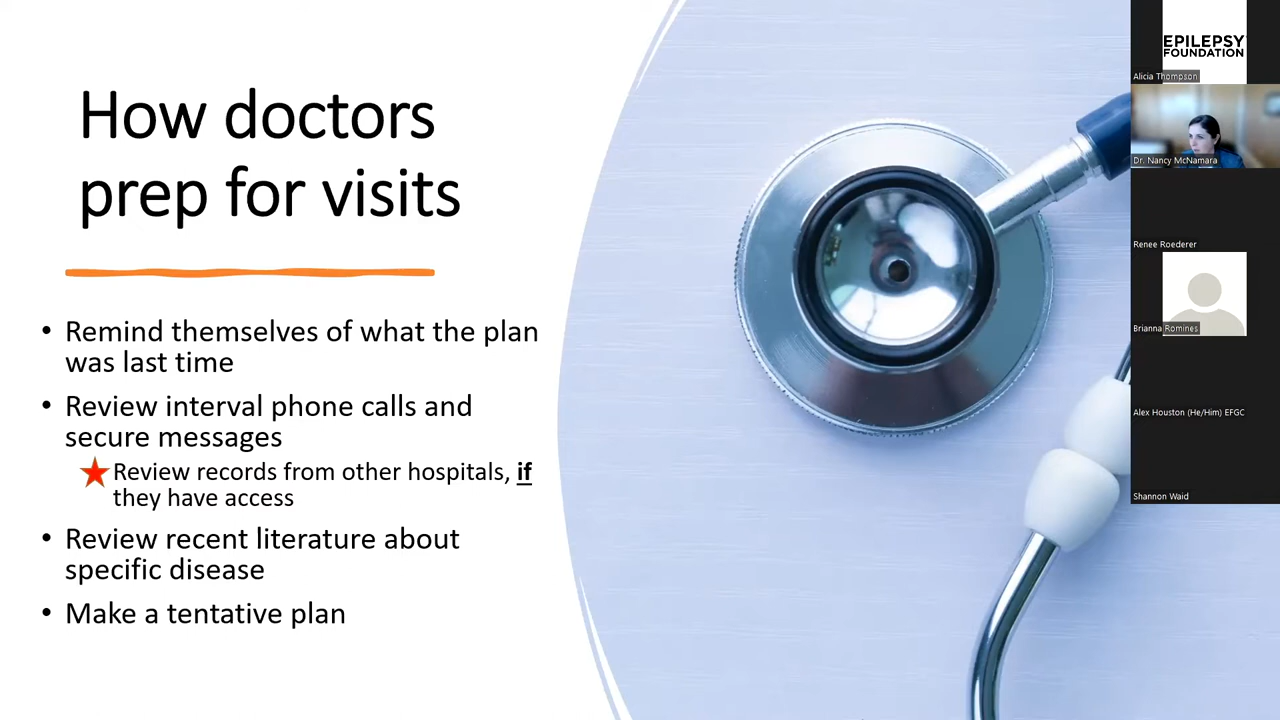 How doctors
prep for visits
• Remind themselves of what the plan
was last time
• Review interval phone calls and
secure messages
Review records from other hospitals, if
they have access
• Review recent literature about
specific disease
• Make a tentative plan
EPILEPSY
FOUNDATION
Alicia Thompson
Dr. Nancy McNamara
Renee Roederer
Brianna Romines
Alex Houston (He/Him) EFGC
Shannon Waid